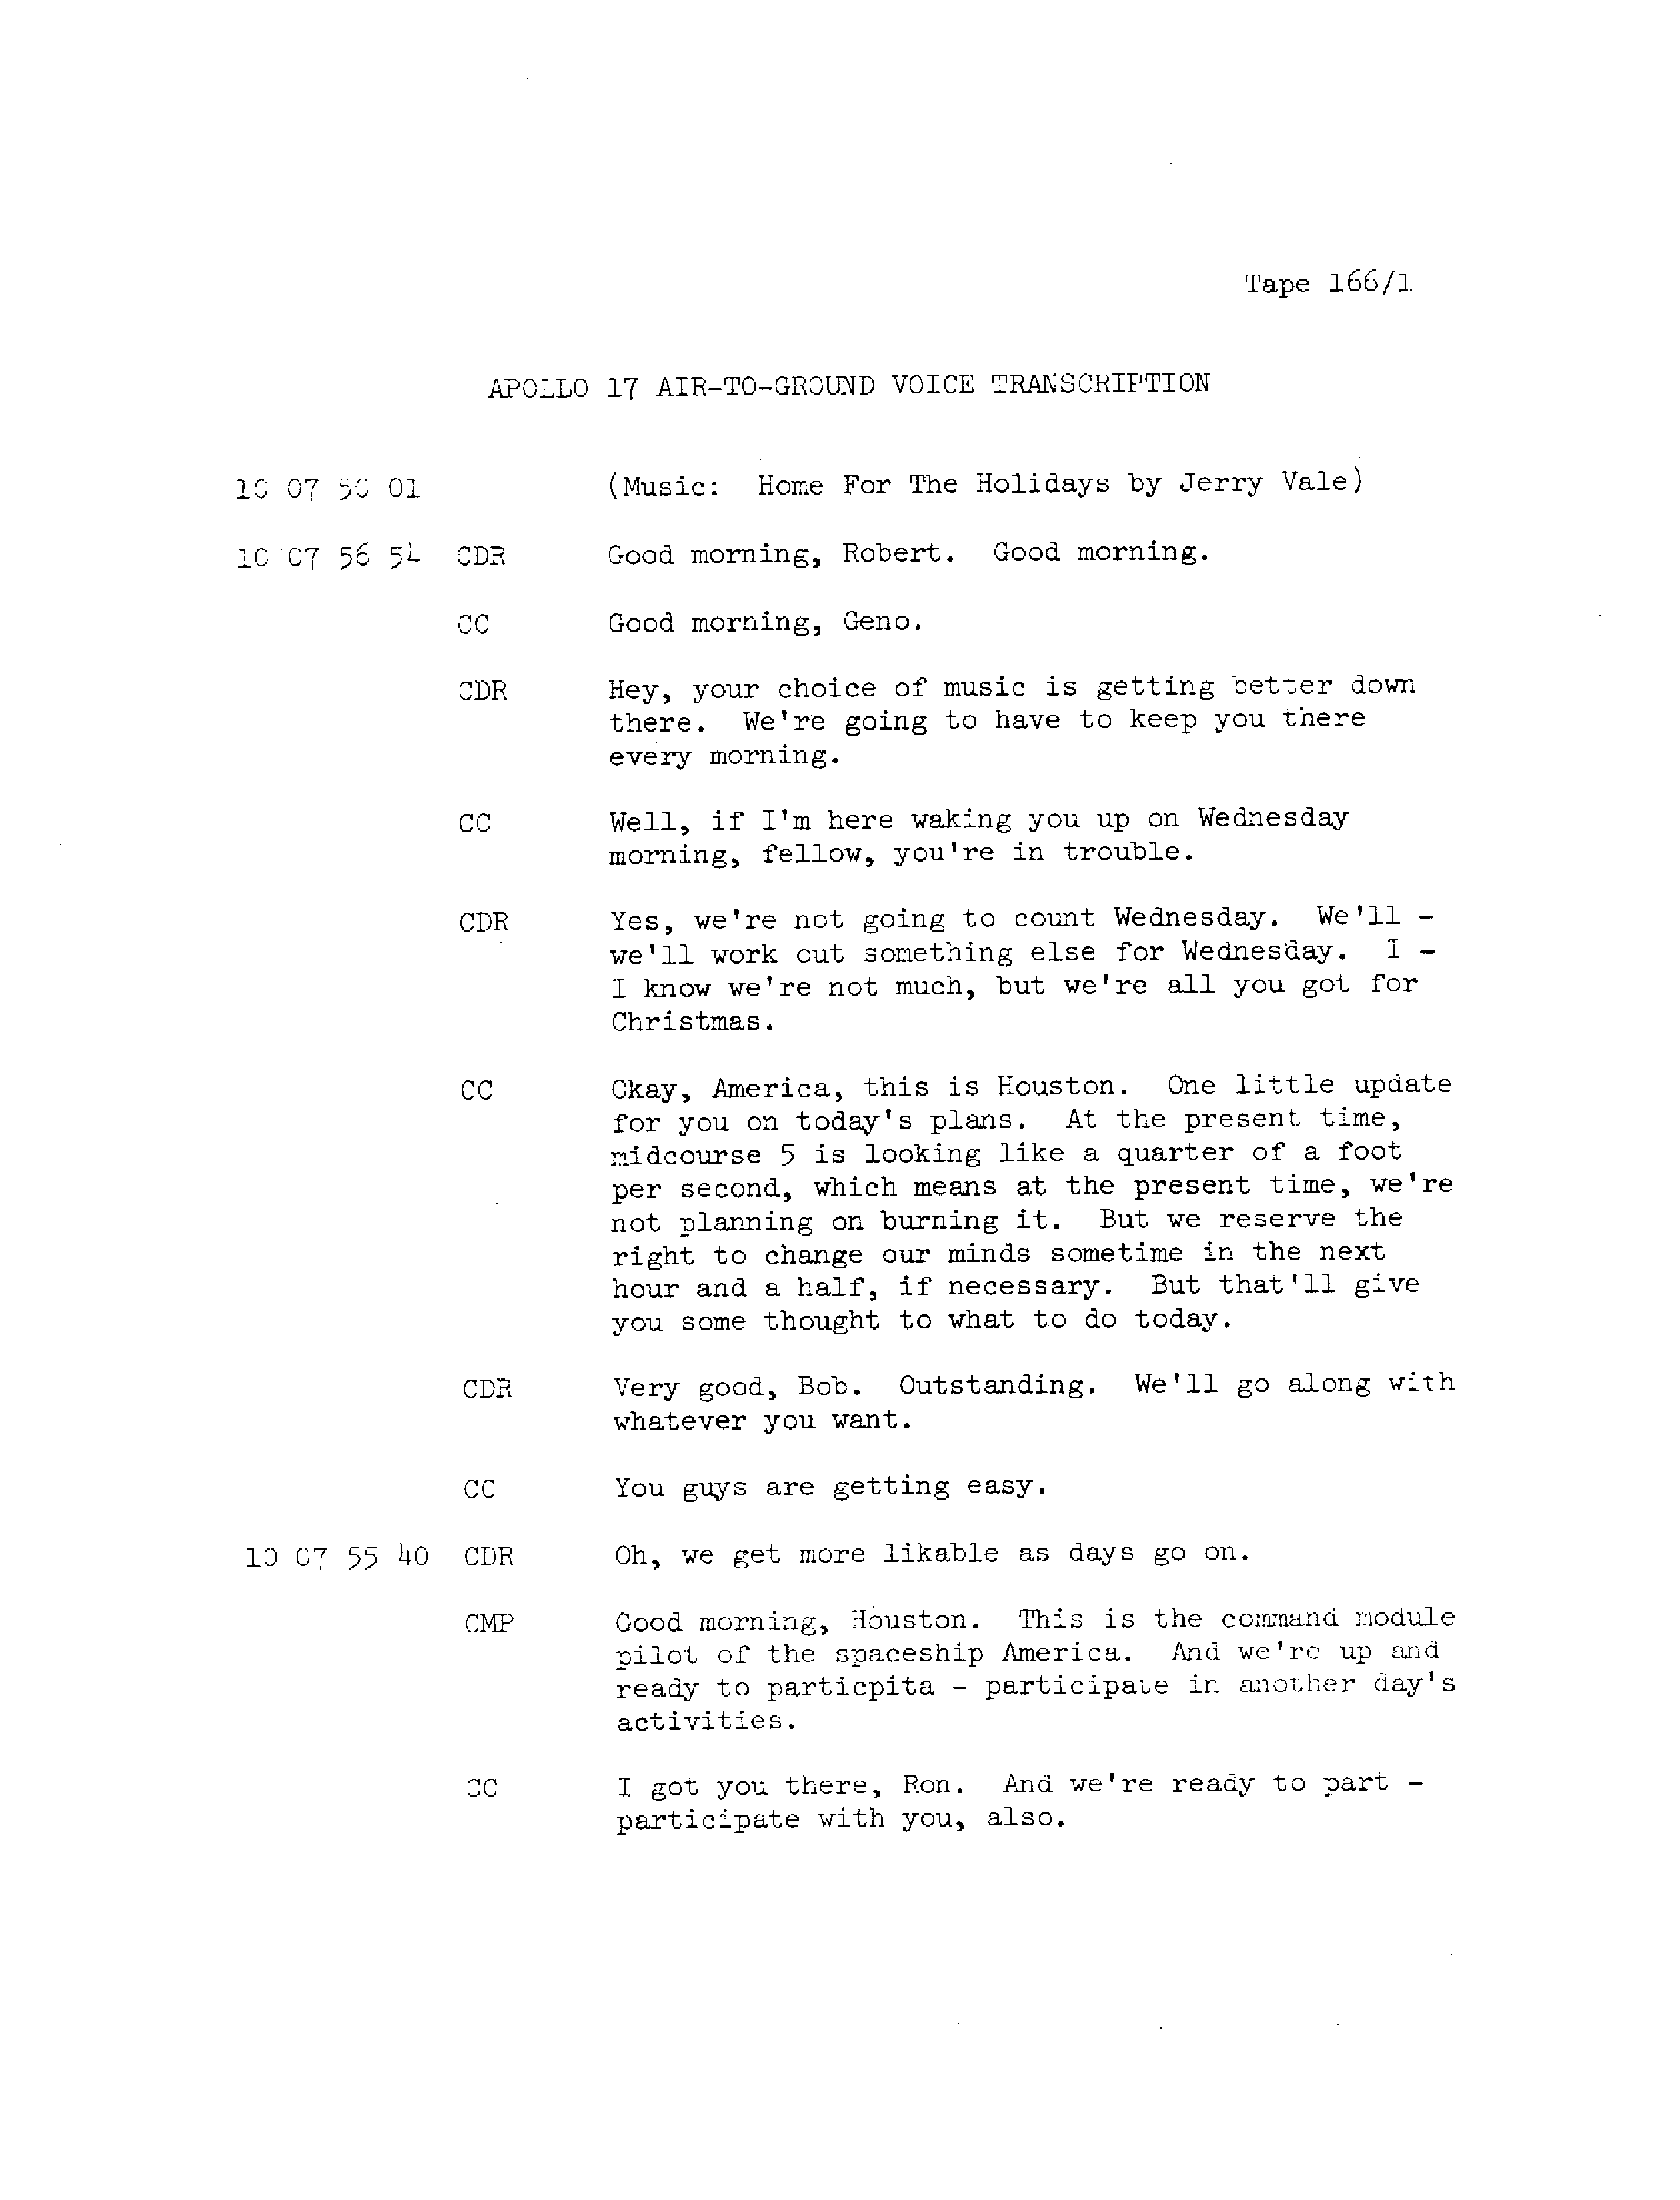 Tape 166/1
APOLLO 17 AIR-TO-GROUND VOICE TRANSCRIPTION
10 07 50 01 (Music: Home For The Holidays by Jerry Vale)
10 07 56 54 CDR Good morning, Robert. Good morning.
CC Good morning, Geno.
CDR Hey, your choice of music is getting better down
there. We're going to have to keep you there
every morning.
CC Well, if I'm here waking you up on Wednesday
morning, fellow, you're in trouble.
CDR Yes, we're not going to count Wednesday. We'll -
we'll work out something else for Wednesday. I -
I know we're not much, but we're all you got for
Christmas.
CC Okay, America, this is Houston. One little update
for you on today's plans. At the present time,
midcourse 5 is looking like a quarter of a foot
per second, which means at the present time, we're
not planning on burning it. But we reserve the
right to change our minds sometime in the next
hour and a half, if necessary. But that'll give
you some thought to what to do today.
CDR Very good, Bob. Outstanding. We'll go along with
whatever you want.
CC You guys are getting easy.
10 07 55 40 CDR Oh, we get more likable as days go on.
CMP Good morning, Houston. This is the command module
pilot of the spaceship America. And we're up and
ready to particpita - participate in another day's
activities.
CC I got you there, Ron. And we're ready to part -
participate with you, also.